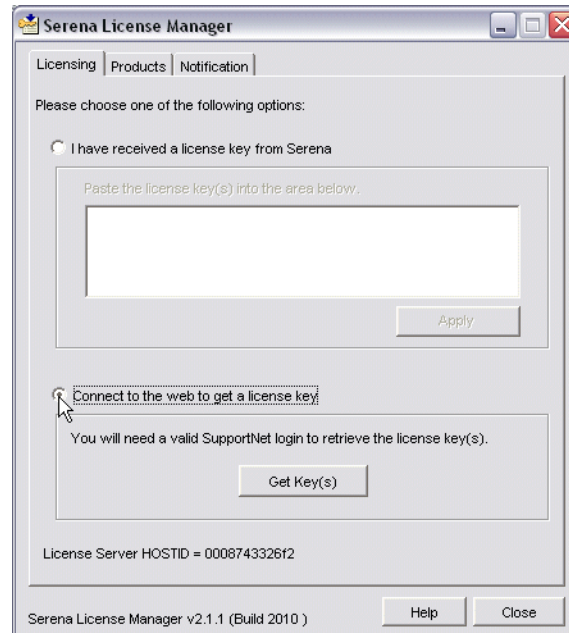 Serena License Manager
Licensing Products Notification
Please choose one of the following options:
I have received a license key from Serena
Paste the license key(s) into the area below.
Apply
Connect to the web to get a license key
You will need a valid SupportNet login to retrieve the license key(s).
Get Key(s)
License Server HOSTID = 0008743326f2
Serena License Manager v2.1.1 (Build 2010 ) Help Close